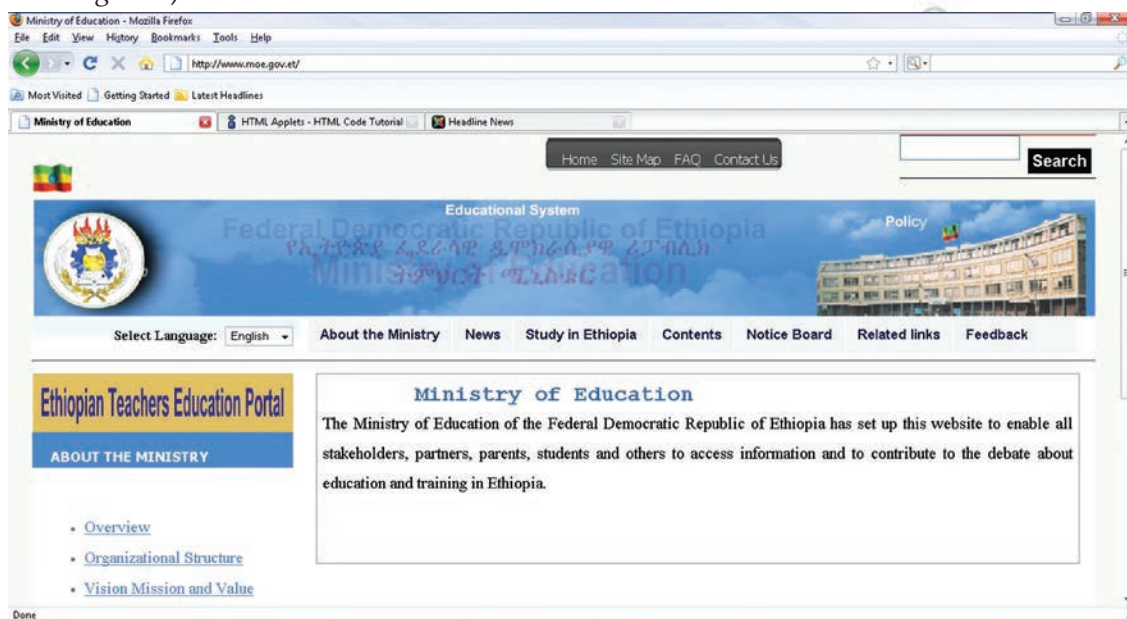 Ministry of Education - Mozilla Firefox
File Edit View History Bookmarks Tools Help
http://www.moe.gov.et/
Most Visited Getting Started Latest Headlines
Ministry of Education HTML Applets - HTML Code Tutorial Headline News
Home Site Map FAQ Contact Us
Search
Educational System
Policy
Federal Democratic Republic of Ethiopia
የኢትዮጵያ ፌደራላዊ ዲሞክራሲያዊ ሪፐብሊክ
ትምህርት ሚኒስቴር
Select Language: English About the Ministry News Study in Ethiopia Contents Notice Board Related links Feedback
Ethiopian Teachers Education Portal
ABOUT THE MINISTRY
Overview
Organizational Structure
Vision Mission and Value
Ministry of Education
The Ministry of Education of the Federal Democratic Republic of Ethiopia has set up this website to enable all
stakeholders, partners, parents, students and others to access information and to contribute to the debate about
education and training in Ethiopia.
Done